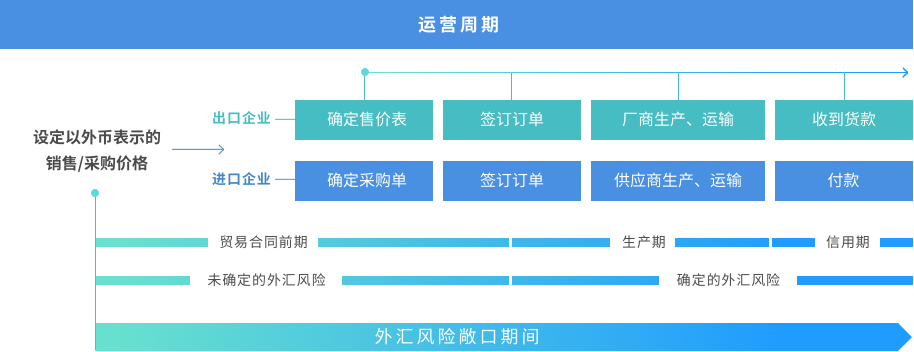 运营周期
出口企业
确定售价表
签订订单
厂商生产、运输
收到货款
设定以外币表示的
销售/采购价格
进口企业
确定采购单
签订订单
供应商生产、运输
付款
贸易合同前期
生产期
信用期
未确定的外汇风险
确定的外汇风险
外汇风险敞口期间